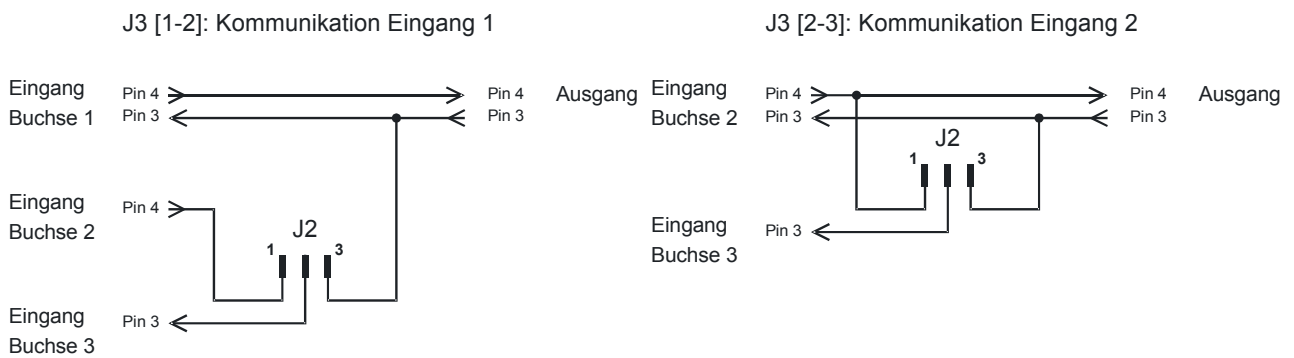 J3 [1-2]: Kommunikation Eingang 1
Eingang
Buchse 1
Pin 4
Pin 3
Pin 4
Pin 3
Ausgang
Eingang
Buchse 2
Pin 4
J2
1
3
Eingang
Buchse 3
Pin 3
J3 [2-3]: Kommunikation Eingang 2
Eingang
Buchse 2
Pin 4
Pin 3
Pin 4
Pin 3
Ausgang
J2
1
3
Eingang
Buchse 3
Pin 3